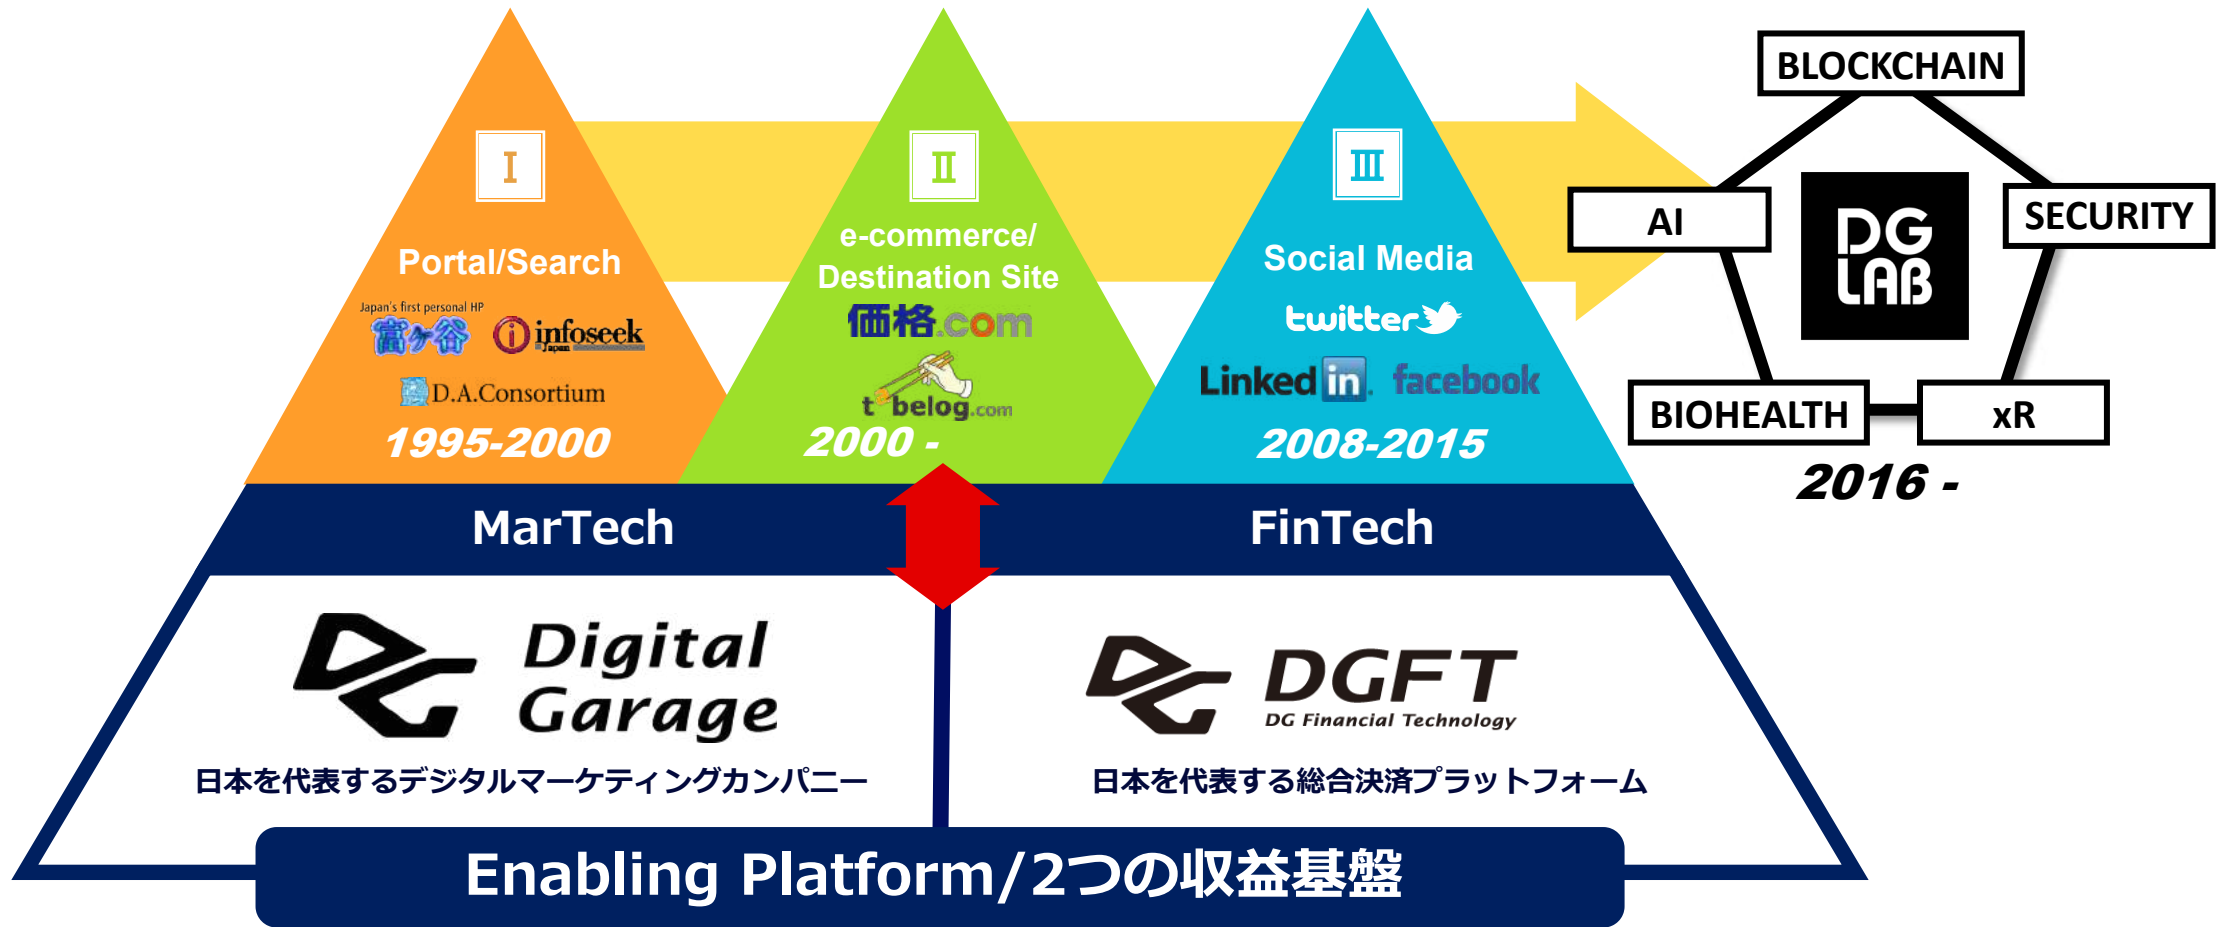 I
Portal/Search
Japan's first personal HP
富ヶ谷
infoseek
Japan
D.A.Consortium
1995-2000
II
e-commerce/
Destination Site
価格.com
t belog.com
2000 -
III
Social Media
twitter
Linked in.
facebook
2008-2015
BLOCKCHAIN
AI
SECURITY
DG
LAB
BIOHEALTH
xR
2016 -
MarTech
FinTech
Digital
Garage
日本を代表するデジタルマーケティングカンパニー
DGFT
DG Financial Technology
日本を代表する総合決済プラットフォーム
Enabling Platform/2つの収益基盤